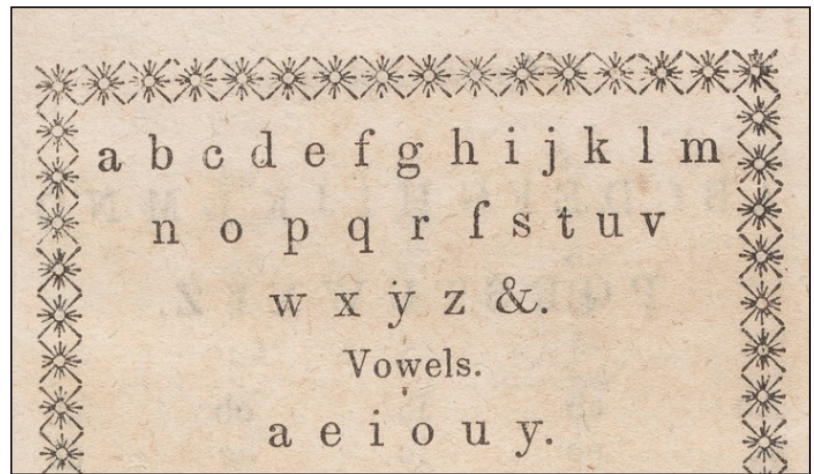 a b c d e f g h i j k l m
n o p q r ſ s t u v
w x y z &.
Vowels.
a e i o u y.